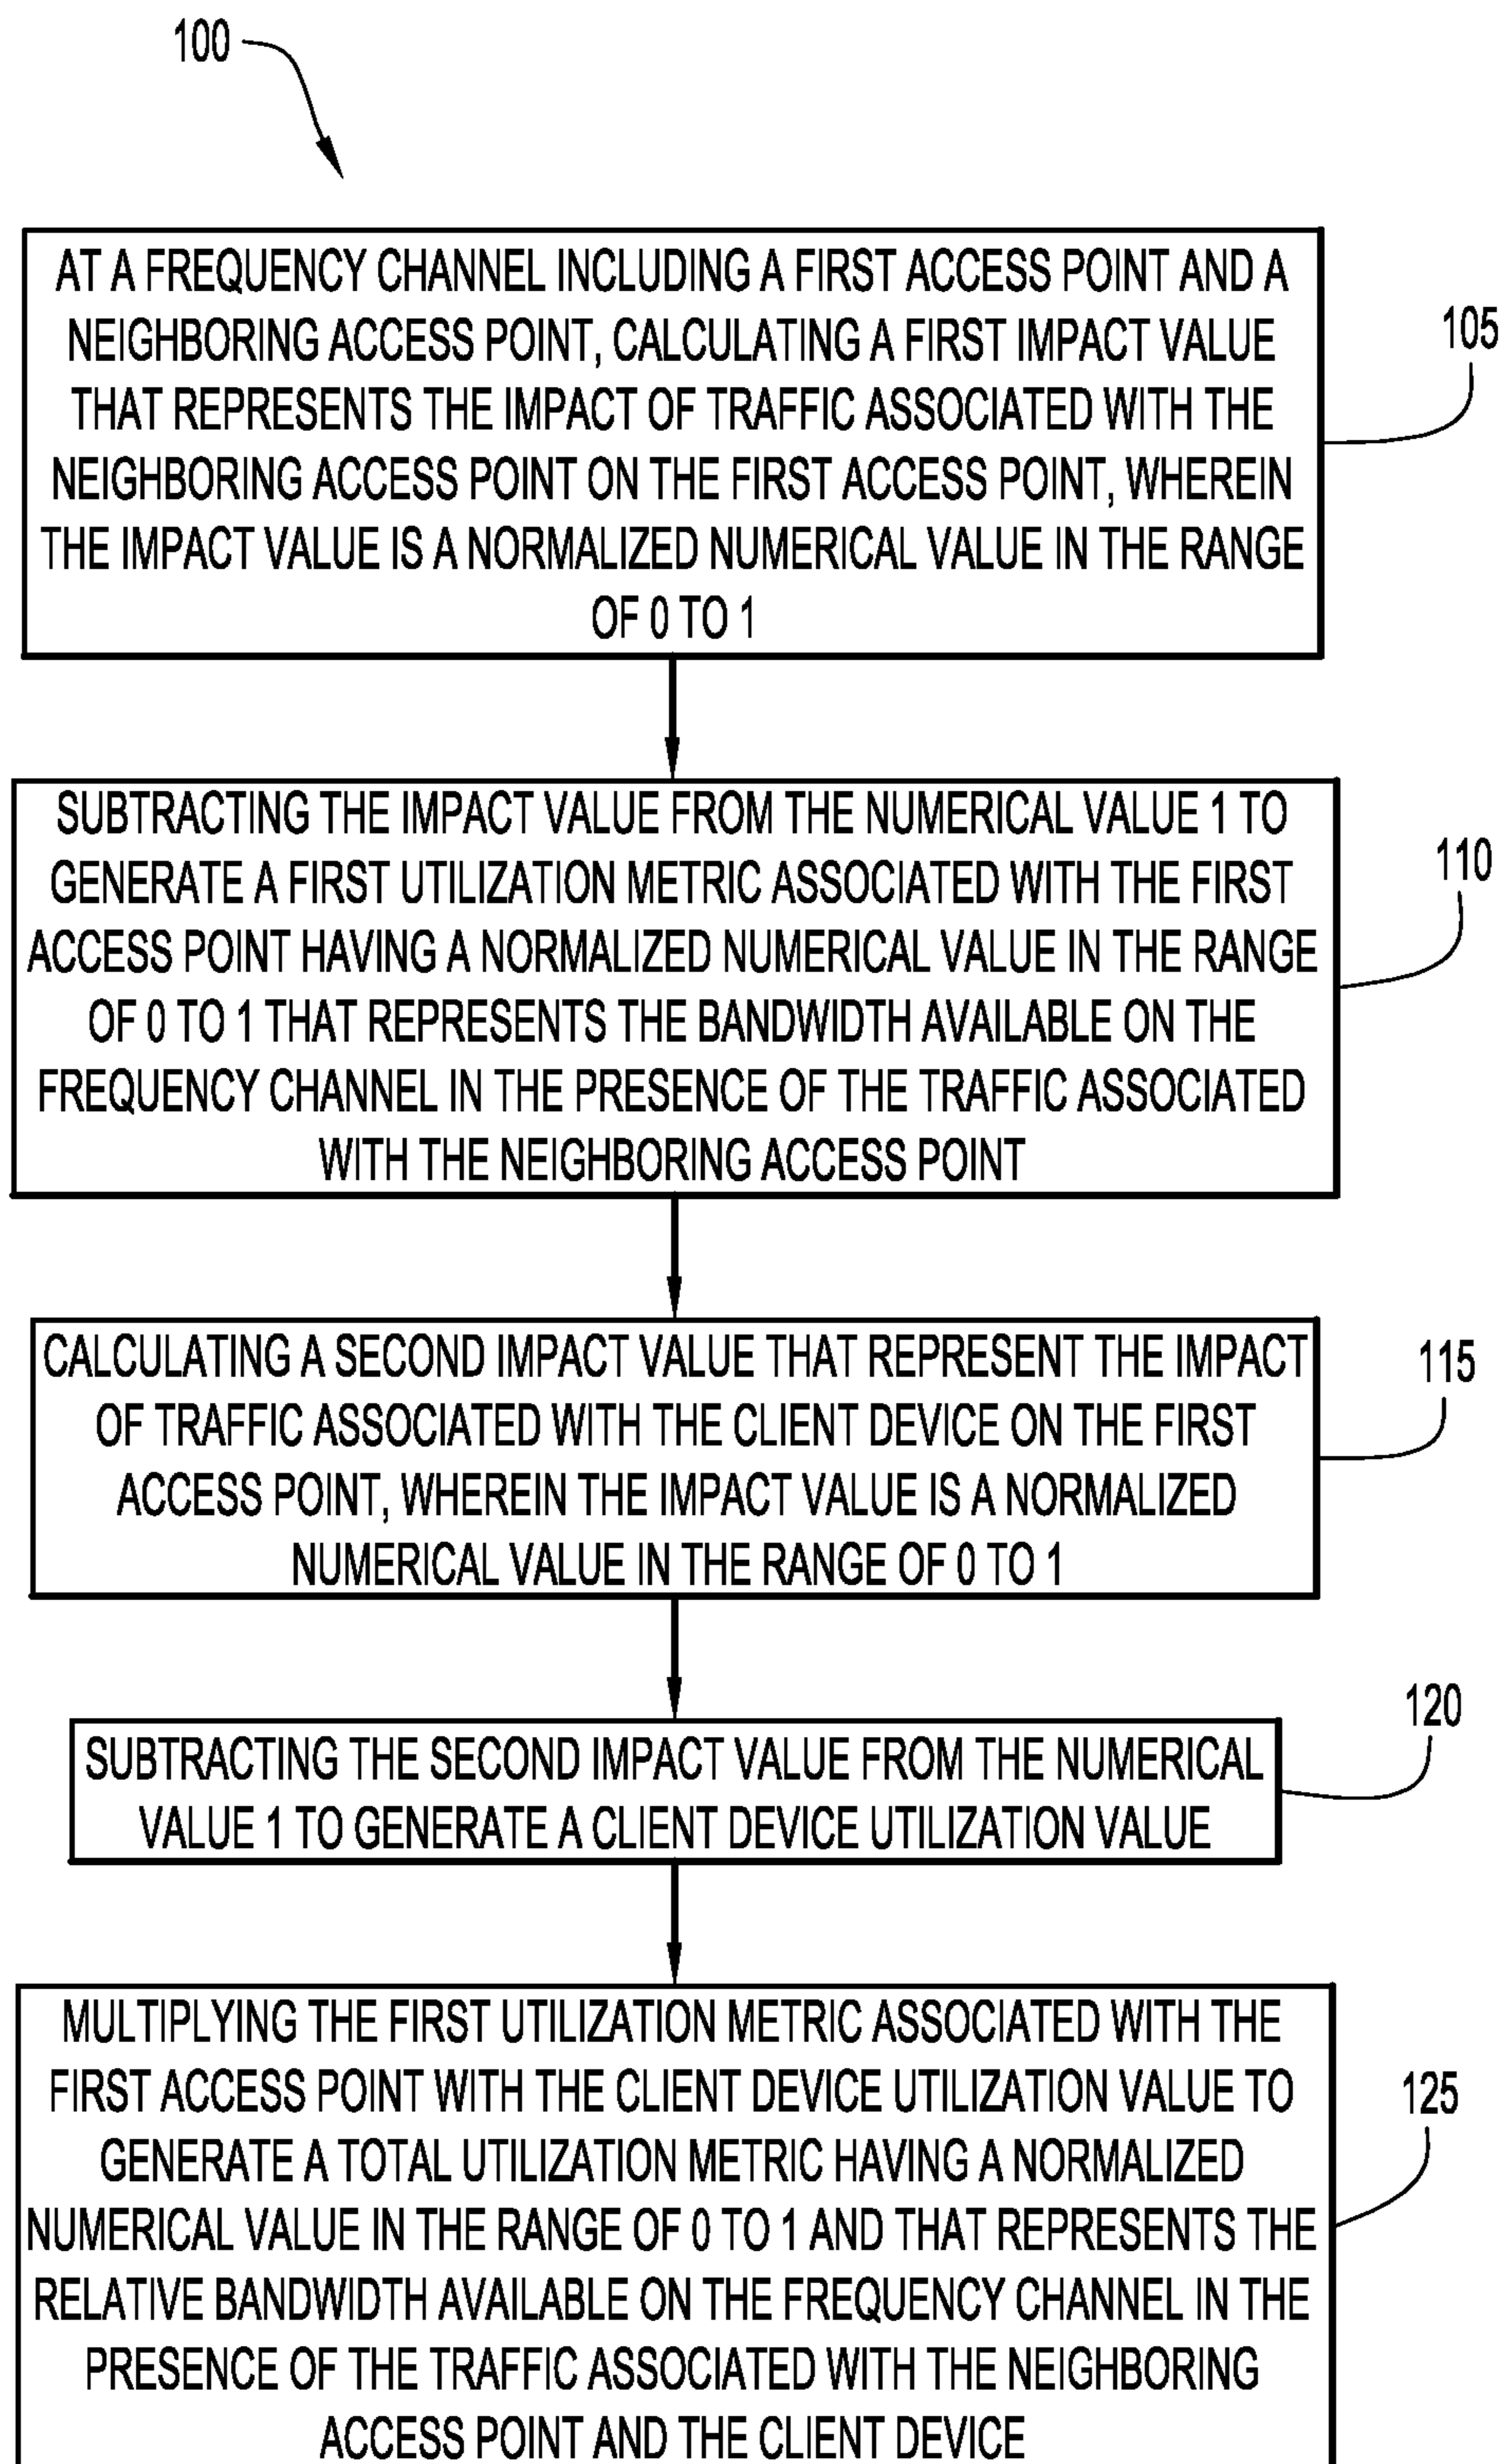 100
AT A FREQUENCY CHANNEL INCLUDING A FIRST ACCESS POINT AND A
NEIGHBORING ACCESS POINT, CALCULATING A FIRST IMPACT VALUE
THAT REPRESENTS THE IMPACT OF TRAFFIC ASSOCIATED WITH THE
NEIGHBORING ACCESS POINT ON THE FIRST ACCESS POINT, WHEREIN
THE IMPACT VALUE IS A NORMALIZED NUMERICAL VALUE IN THE RANGE
OF 0 TO 1
105
SUBTRACTING THE IMPACT VALUE FROM THE NUMERICAL VALUE 1 TO
GENERATE A FIRST UTILIZATION METRIC ASSOCIATED WITH THE FIRST
ACCESS POINT HAVING A NORMALIZED NUMERICAL VALUE IN THE RANGE
OF 0 TO 1 THAT REPRESENTS THE BANDWIDTH AVAILABLE ON THE
FREQUENCY CHANNEL IN THE PRESENCE OF THE TRAFFIC ASSOCIATED
WITH THE NEIGHBORING ACCESS POINT
110
CALCULATING A SECOND IMPACT VALUE THAT REPRESENT THE IMPACT
OF TRAFFIC ASSOCIATED WITH THE CLIENT DEVICE ON THE FIRST
ACCESS POINT, WHEREIN THE IMPACT VALUE IS A NORMALIZED
NUMERICAL VALUE IN THE RANGE OF 0 TO 1
115
SUBTRACTING THE SECOND IMPACT VALUE FROM THE NUMERICAL
VALUE 1 TO GENERATE A CLIENT DEVICE UTILIZATION VALUE
120
MULTIPLYING THE FIRST UTILIZATION METRIC ASSOCIATED WITH THE
FIRST ACCESS POINT WITH THE CLIENT DEVICE UTILIZATION VALUE TO
GENERATE A TOTAL UTILIZATION METRIC HAVING A NORMALIZED
NUMERICAL VALUE IN THE RANGE OF 0 TO 1 AND THAT REPRESENTS THE
RELATIVE BANDWIDTH AVAILABLE ON THE FREQUENCY CHANNEL IN THE
PRESENCE OF THE TRAFFIC ASSOCIATED WITH THE NEIGHBORING
ACCESS POINT AND THE CLIENT DEVICE
125